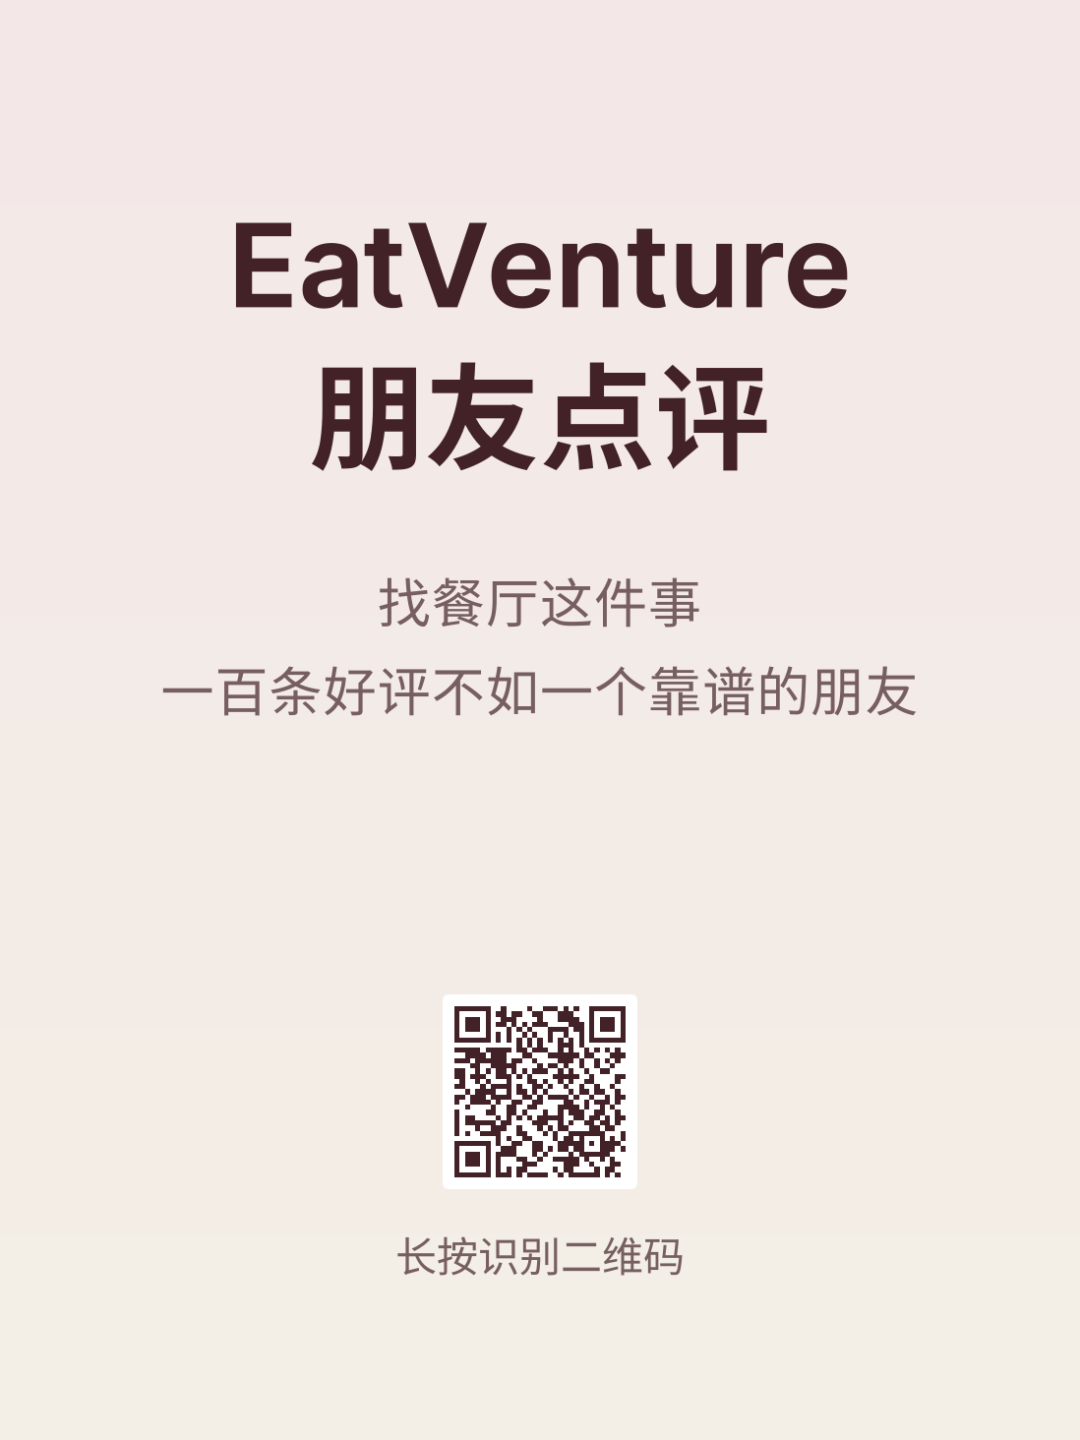 EatVenture
朋友点评
找餐厅这件事
一百条好评不如一个靠谱的朋友
长按识别二维码